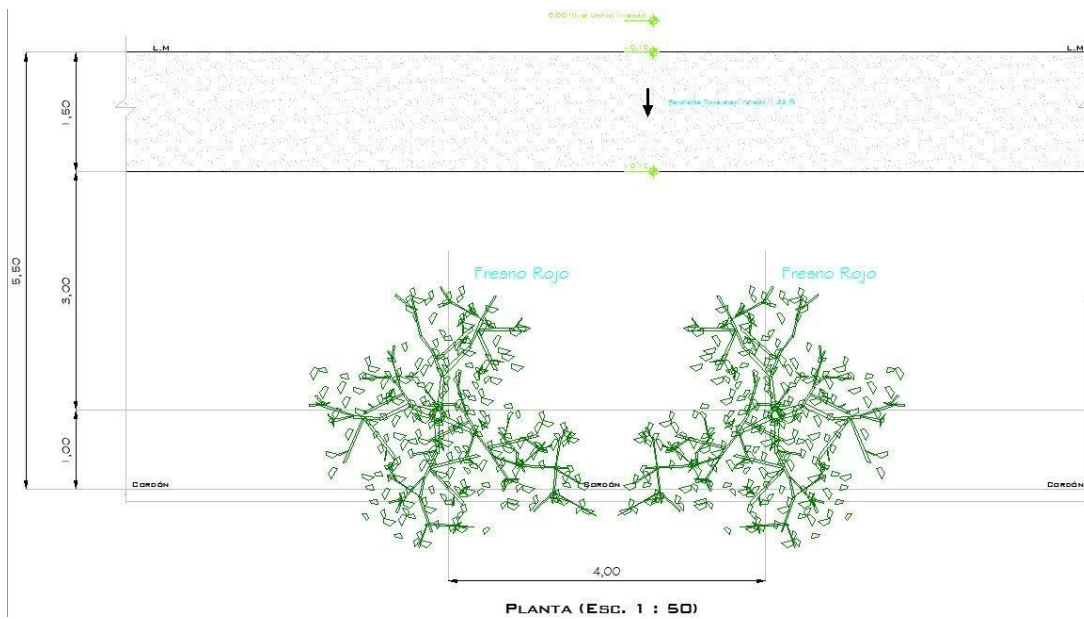 L.M
L.M
1,50
5,50
3,00
Fresno Rojo
Fresno Rojo
1,00
Cordón
Cordón
Cordón
4,00
Planta (Esc. 1 : 50)